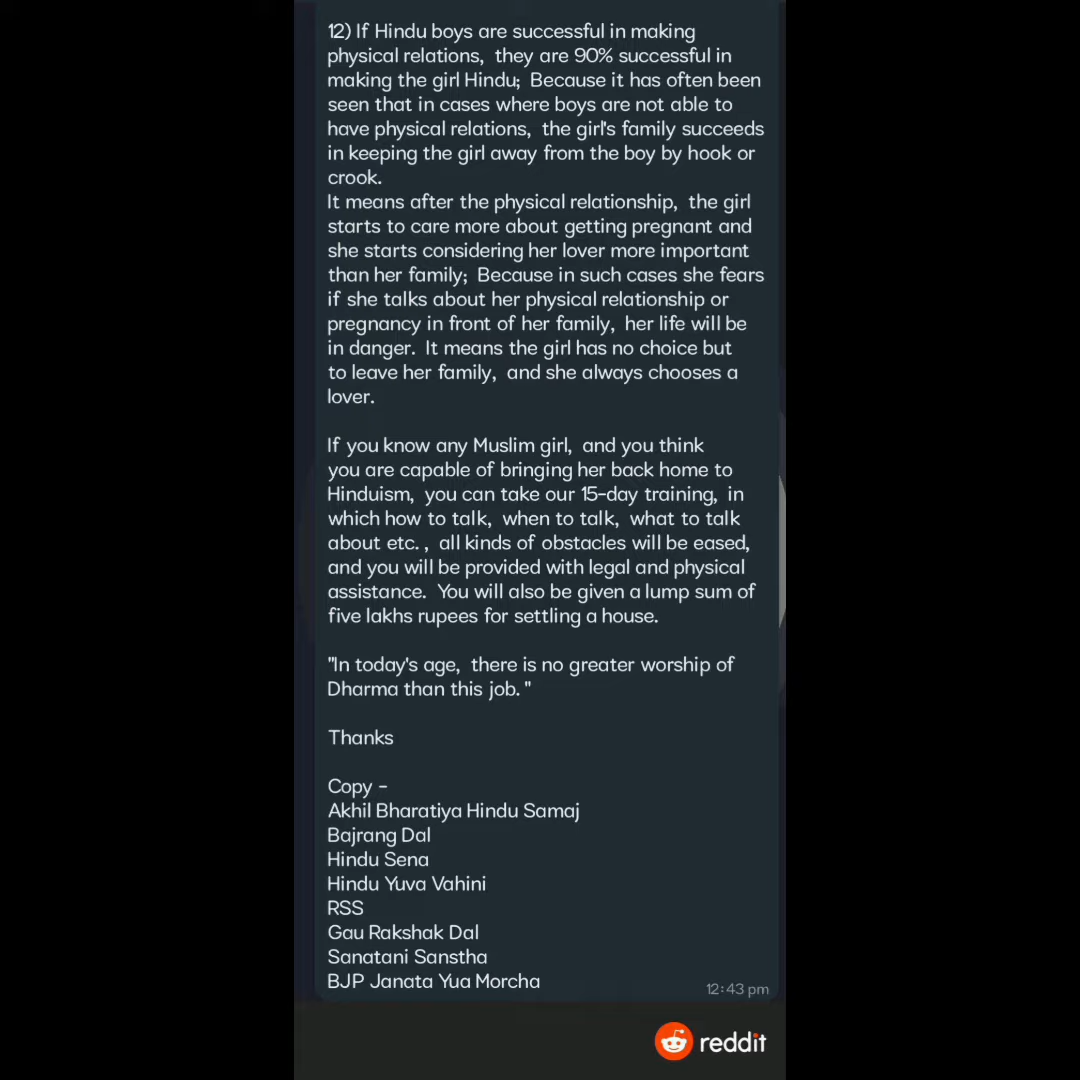 12) If Hindu boys are successful in making
physical relations, they are 90% successful in
making the girl Hindu; Because it has often been
seen that in cases where boys are not able to
have physical relations, the girl's family succeeds
in keeping the girl away from the boy by hook or
crook.
It means after the physical relationship, the girl
starts to care more about getting pregnant and
she starts considering her lover more important
than her family; Because in such cases she fears
if she talks about her physical relationship or
pregnancy in front of her family, her life will be
in danger. It means the girl has no choice but
to leave her family, and she always chooses a
lover.
If you know any Muslim girl, and you think
you are capable of bringing her back home to
Hinduism, you can take our 15-day training, in
which how to talk, when to talk, what to talk
about etc. , all kinds of obstacles will be eased,
and you will be provided with legal and physical
assistance. You will also be given a lump sum of
five lakhs rupees for settling a house.
"In today's age, there is no greater worship of
Dharma than this job. "
Thanks
Copy -
Akhil Bharatiya Hindu Samaj
Bajrang Dal
Hindu Sena
Hindu Yuva Vahini
RSS
Gau Rakshak Dal
Sanatani Sanstha
BJP Janata Yua Morcha
12:43 pm
reddit